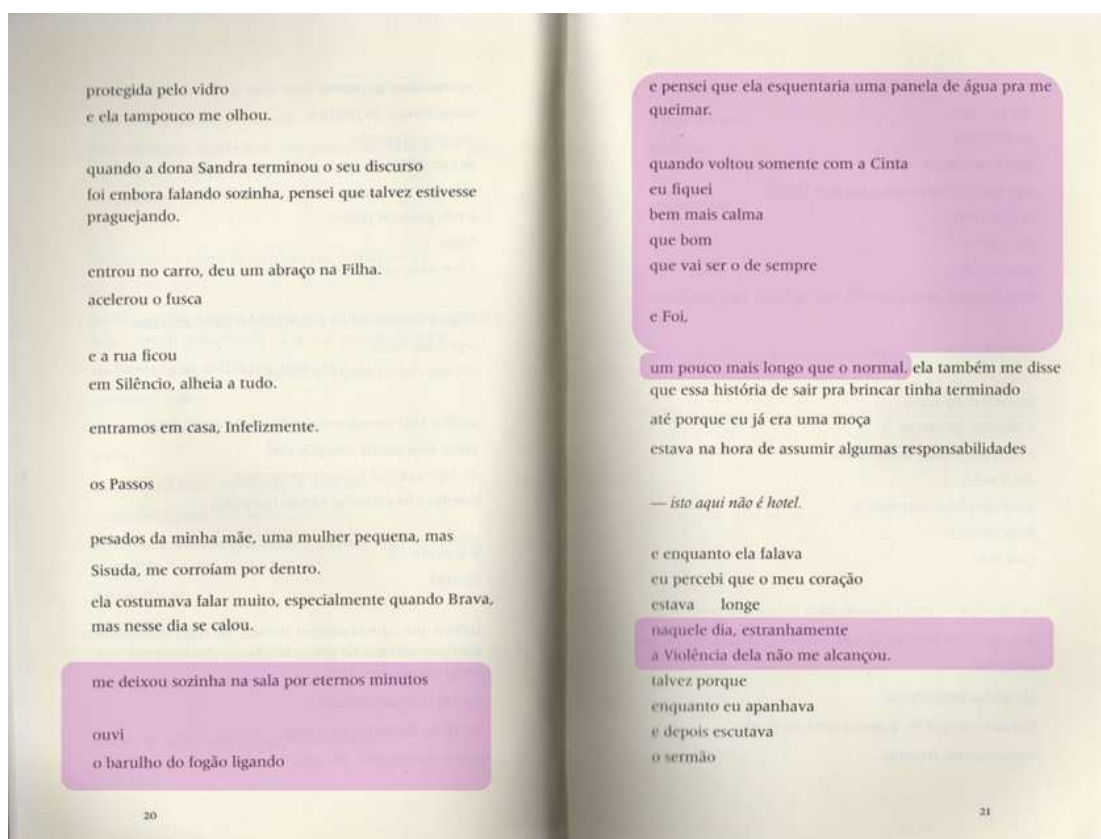 protegida pelo vidro
e ela tampouco me olhou.
quando a dona Sandra terminou o seu discurso
foi embora falando sozinha, pensei que talvez estivesse
praguejando.
entrou no carro, deu um abraço na Filha.
acelerou o fusca
e a rua ficou
em Silêncio, alheia a tudo.
entramos em casa, Infelizmente.
os Passos
pesados da minha mãe, uma mulher pequena, mas
Sisuda, me corroíam por dentro.
ela costumava falar muito, especialmente quando Brava,
mas nesse dia se calou.
me deixou sozinha na sala por eternos minutos
ouvi
o barulho do fogão ligando
20
e pensei que ela esquentaria uma panela de água pra me
queimar.
quando voltou somente com a Cinta
eu fiquei
bem mais calma
que bom
que vai ser o de sempre
e Foi,
um pouco mais longo que o normal. ela também me disse
que essa história de sair pra brincar tinha terminado
até porque eu já era uma moça
estava na hora de assumir algumas responsabilidades
— isto aqui não é hotel.
e enquanto ela falava
eu percebi que o meu coração
estava longe
naquele dia, estranhamente
a Violência dela não me alcançou.
talvez porque
enquanto eu apanhava
e depois escutava
o sermão
21